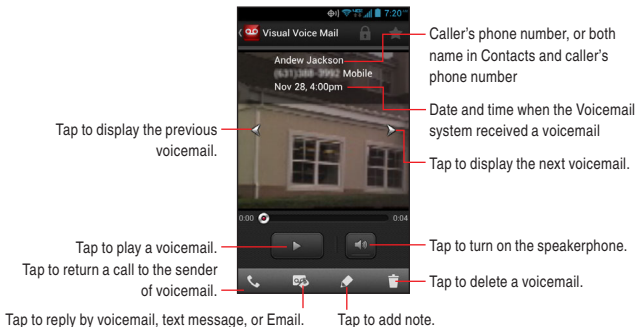 7:20
Visual Voice Mail
Andew Jackson
Mobile
Nov 28, 4:00pm
Caller's phone number, or both
name in Contacts and caller's
phone number
Date and time when the Voicemail
system received a voicemail
Tap to display the previous
voicemail.
Tap to display the next voicemail.
0:00 0:04
Tap to play a voicemail.
Tap to turn on the speakerphone.
Tap to return a call to the sender
of voicemail.
Tap to delete a voicemail.
Tap to reply by voicemail, text message, or Email.
Tap to add note.